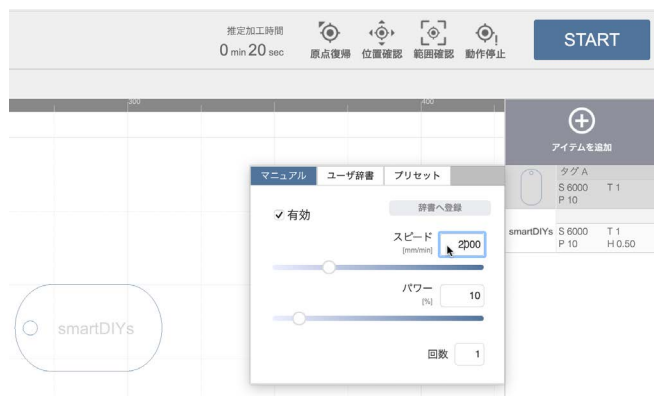 推定加工時間
0 min 20 sec
原点復帰
位置確認
範囲確認
動作停止
START
300
400
アイテムを追加
タグ A
S 6000 T 1
P 10
smartDIYs S 6000 T 1
P 10 H 0.50
マニュアル
ユーザ辞書
プリセット
有効
辞書へ登録
スピード
[mm/min]
2000
パワー
[%]
10
回数
1
smartDIYs